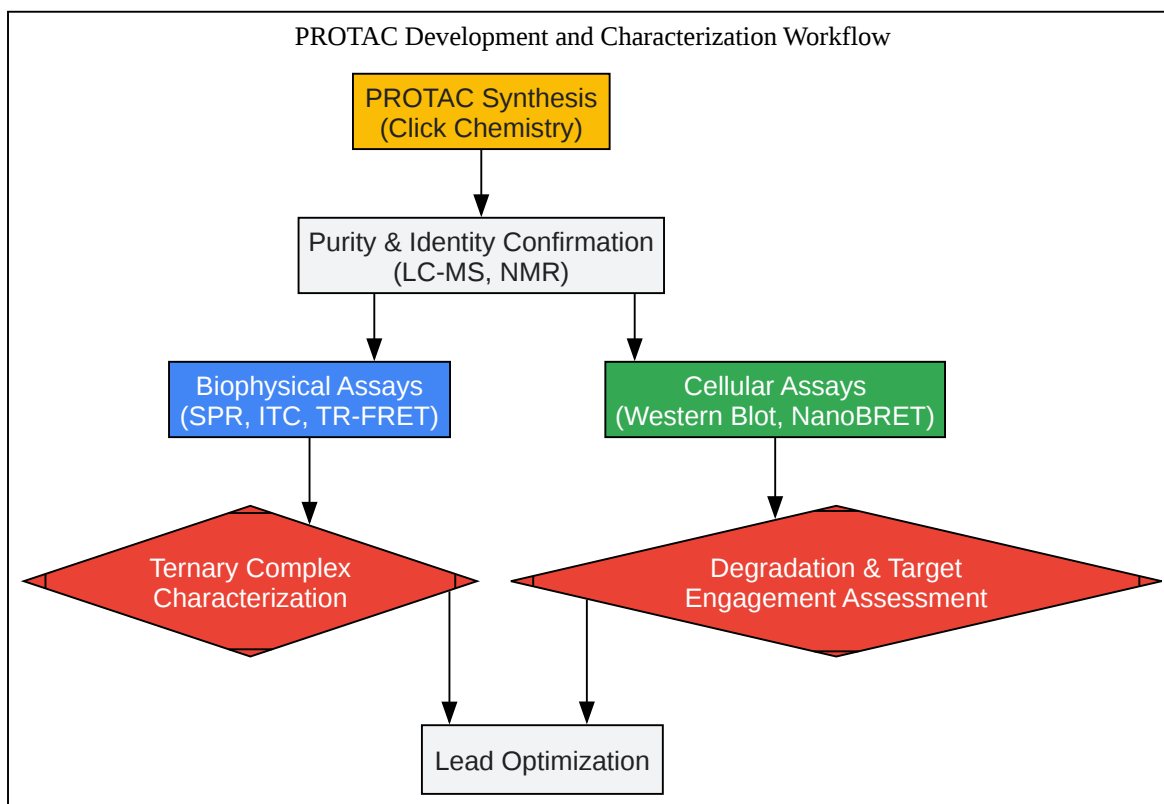 PROTAC Development and Characterization Workflow
PROTAC Synthesis
(Click Chemistry)
Purity & Identity Confirmation
(LC-MS, NMR)
Biophysical Assays
(SPR, ITC, TR-FRET)
Cellular Assays
(Western Blot, NanoBRET)
Ternary Complex
Characterization
Degradation & Target
Engagement Assessment
Lead Optimization